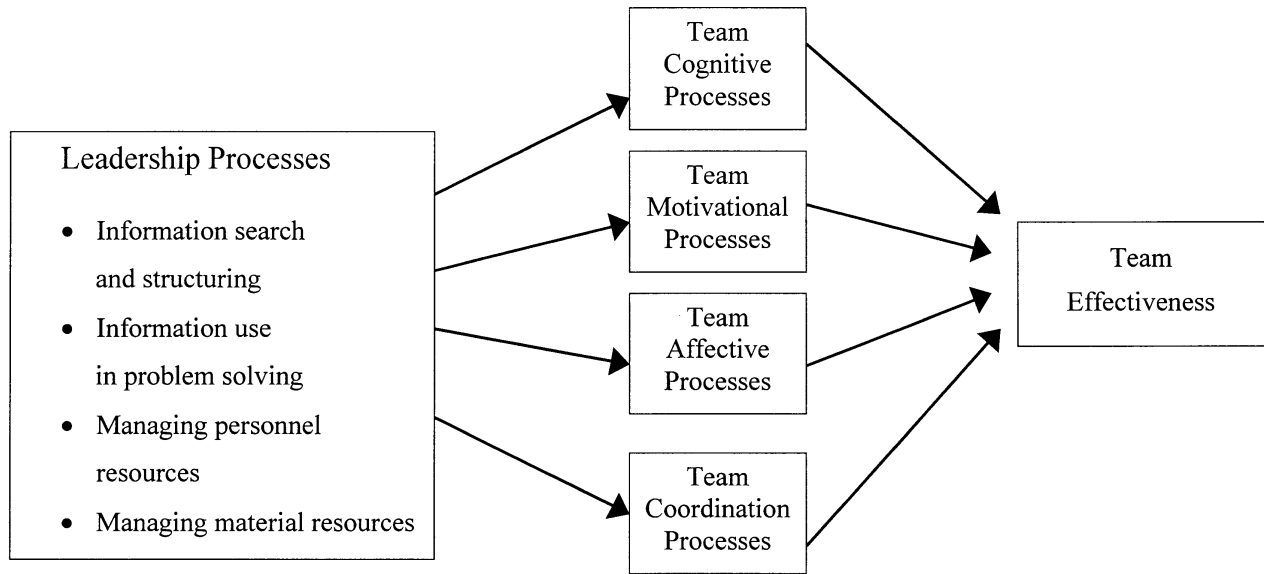 Leadership Processes
• Information search
and structuring
• Information use
in problem solving
• Managing personnel
resources
• Managing material resources
Team
Cognitive
Processes
Team
Motivational
Processes
Team
Affective
Processes
Team
Coordination
Processes
Team
Effectiveness